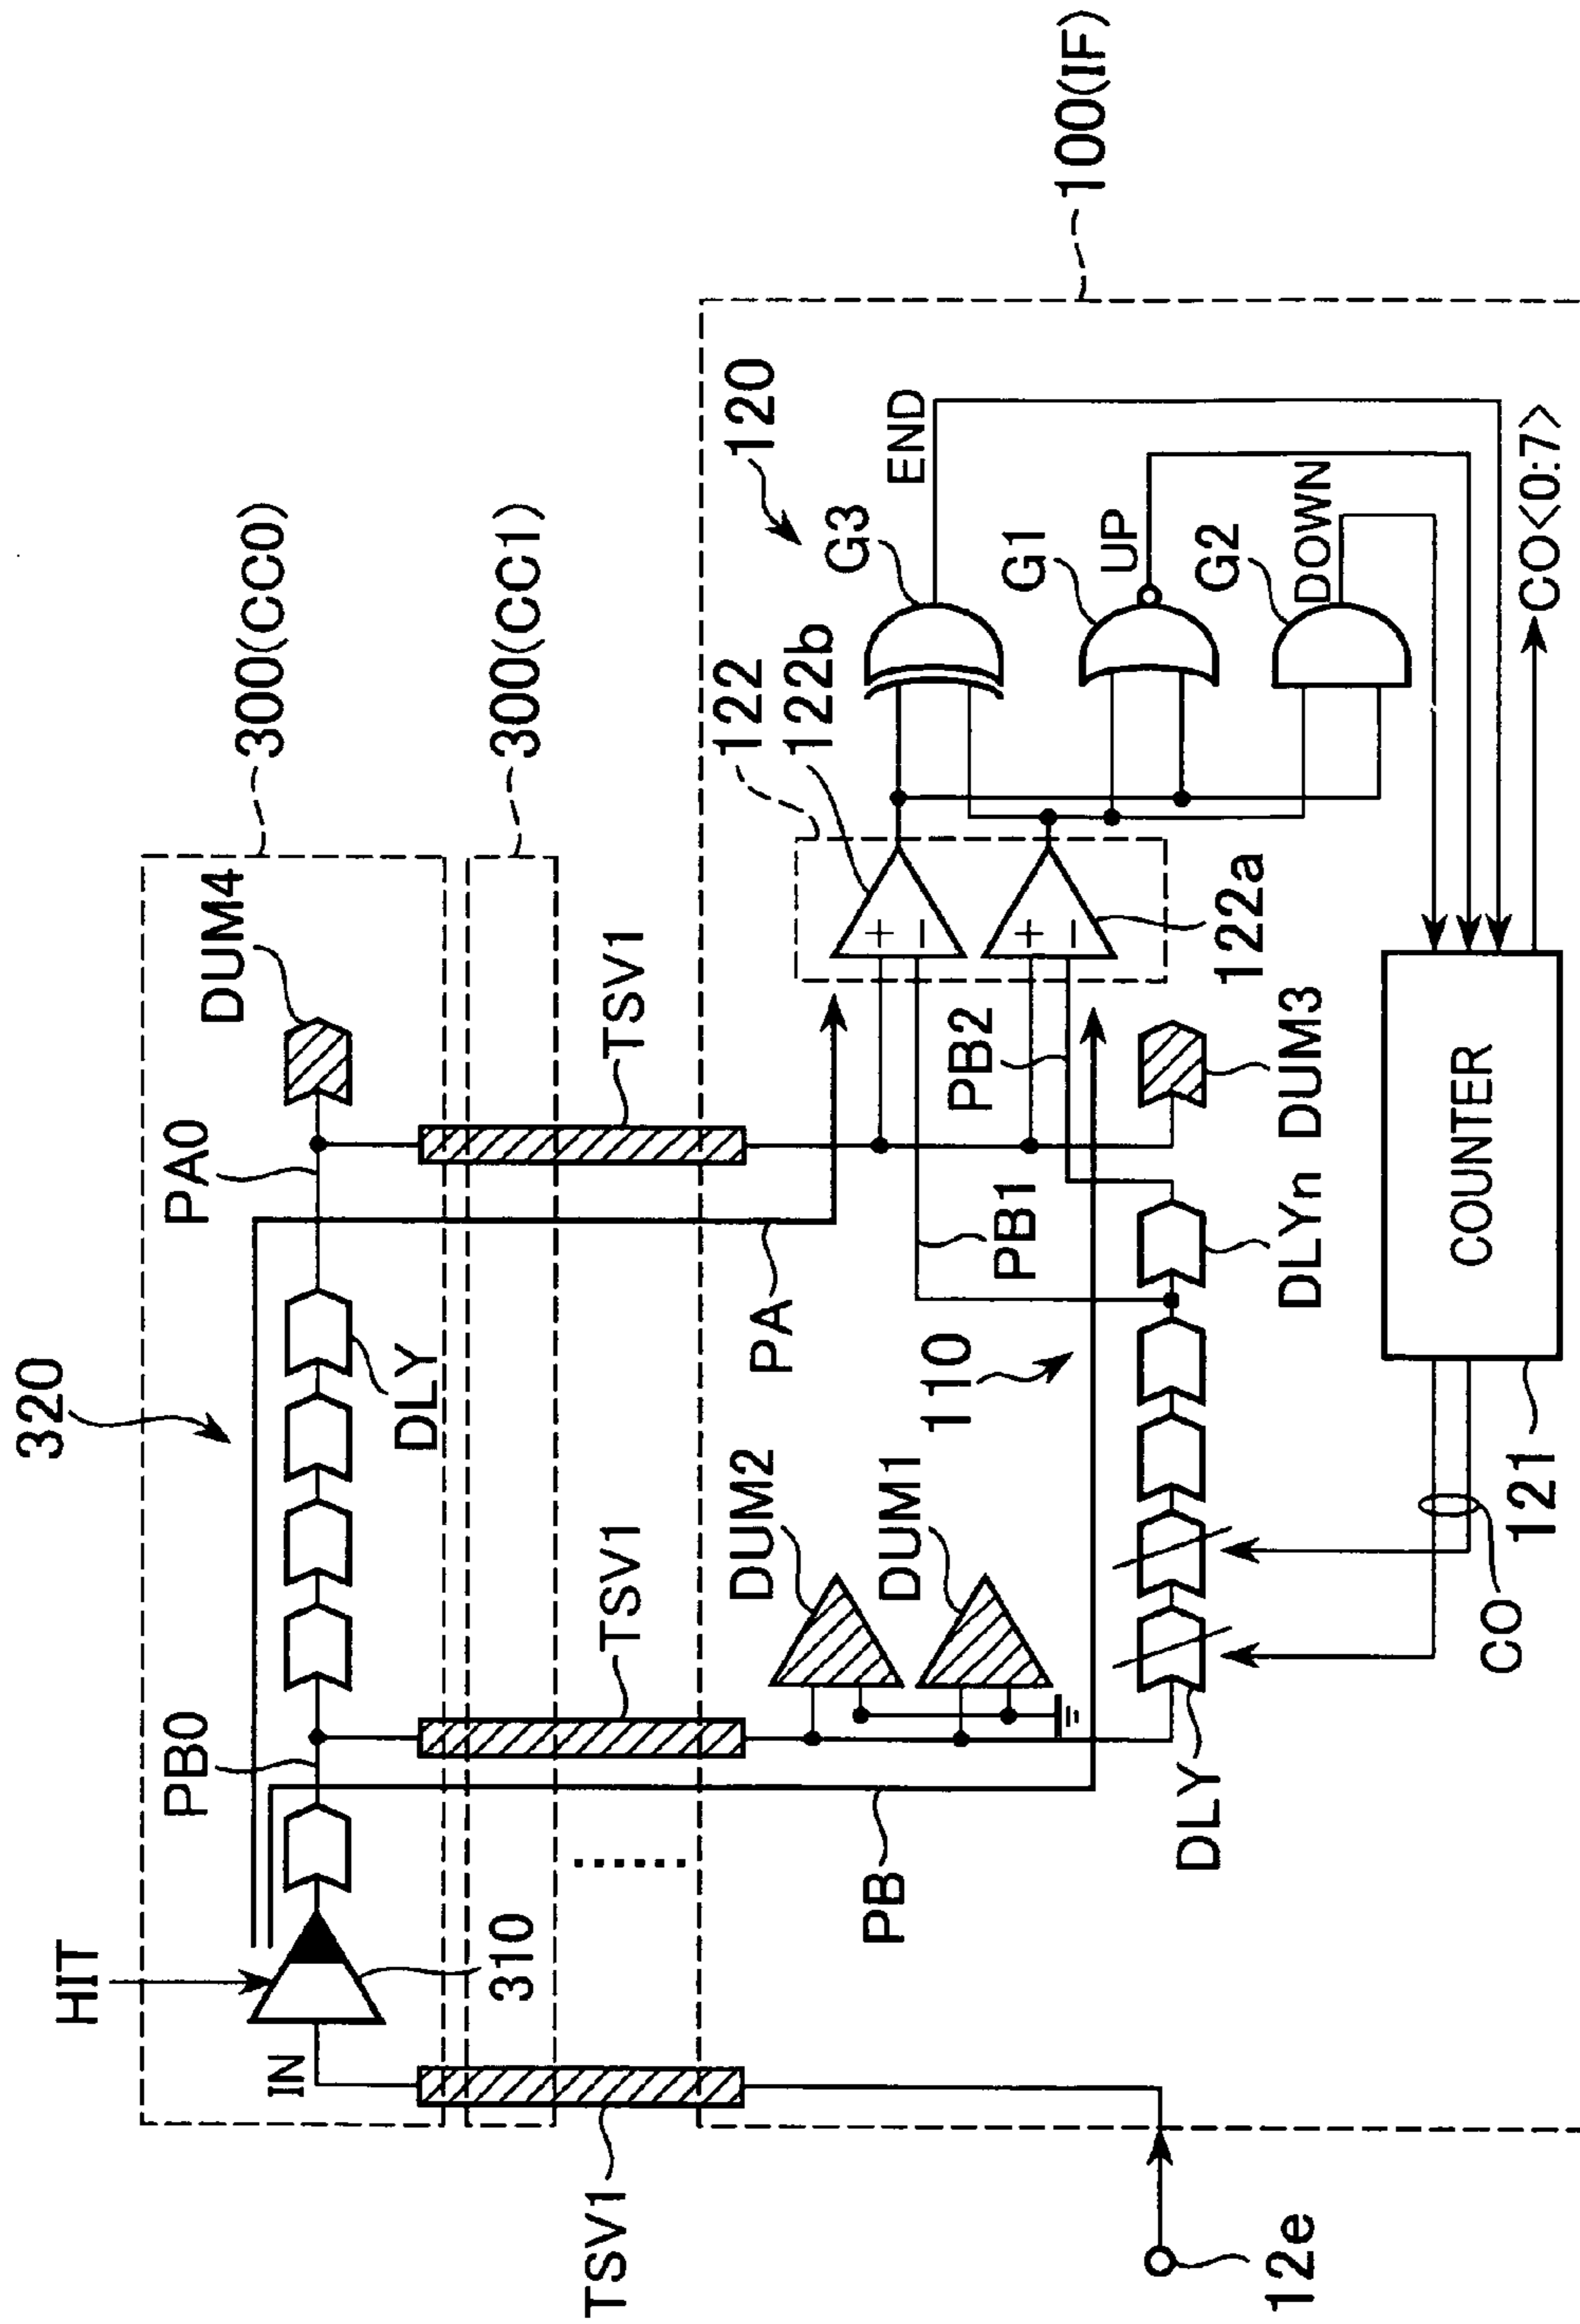 320
HIT
PB0
PA0
DUM4
300(CC0)
IN
310
DLY
300(CC1)
TSV1
TSV1
TSV1
100(IF)
PA
PB
DUM2
DUM1
110
PB1
PB2
122
122b
122a
+
−
+
−
120
G3
END
G1
UP
G2
DOWN
12e
DLY
DLYn
DUM3
CO
121
COUNTER
CO<0:7>